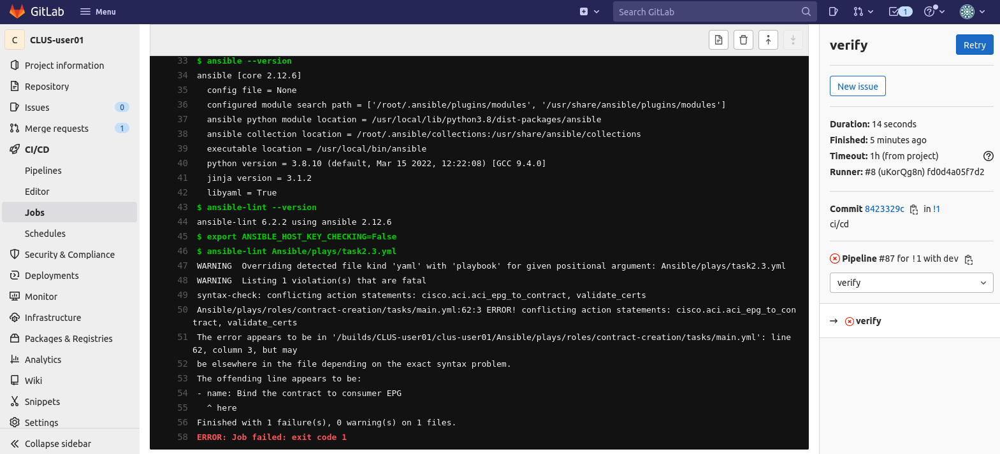 GitLab
Menu
Search GitLab
1
C
CLUS-user01
Project information
Repository
Issues 0
Merge requests 1
CI/CD
Pipelines
Editor
Jobs
Schedules
Security & Compliance
Deployments
Monitor
Infrastructure
Packages & Registries
Analytics
Wiki
Snippets
Settings
Collapse sidebar
33 $ ansible --version
34 ansible [core 2.12.6]
35 config file = None
36 configured module search path = ['/root/.ansible/plugins/modules', '/usr/share/ansible/plugins/modules']
37 ansible python module location = /usr/local/lib/python3.8/dist-packages/ansible
38 ansible collection location = /root/.ansible/collections:/usr/share/ansible/collections
39 executable location = /usr/local/bin/ansible
40 python version = 3.8.10 (default, Mar 15 2022, 12:22:08) [GCC 9.4.0]
41 jinja version = 3.1.2
42 libyaml = True
43 $ ansible-lint --version
44 ansible-lint 6.2.2 using ansible 2.12.6
45 $ export ANSIBLE_HOST_KEY_CHECKING=False
46 $ ansible-lint Ansible/plays/task2.3.yml
47 WARNING  Overriding detected file kind 'yaml' with 'playbook' for given positional argument: Ansible/plays/task2.3.yml
48 WARNING  Listing 1 violation(s) that are fatal
49 syntax-check: conflicting action statements: cisco.aci.aci_epg_to_contract, validate_certs
50 Ansible/plays/roles/contract-creation/tasks/main.yml:62:3 ERROR! conflicting action statements: cisco.aci.aci_epg_to_con
tract, validate_certs
51 The error appears to be in '/builds/CLUS-user01/clus-user01/Ansible/plays/roles/contract-creation/tasks/main.yml': line
62, column 3, but may
52 be elsewhere in the file depending on the exact syntax problem.
53 The offending line appears to be:
54 - name: Bind the contract to consumer EPG
55 ^ here
56 Finished with 1 failure(s), 0 warning(s) on 1 files.
58 ERROR: Job failed: exit code 1
verify
Retry
New issue
Duration: 14 seconds
Finished: 5 minutes ago
Timeout: 1h (from project)
Runner: #8 (uKorQg8n) fd0d4a05f7d2
Commit 8423329c in !1
ci/cd
Pipeline #87 for !1 with dev
verify
→ verify